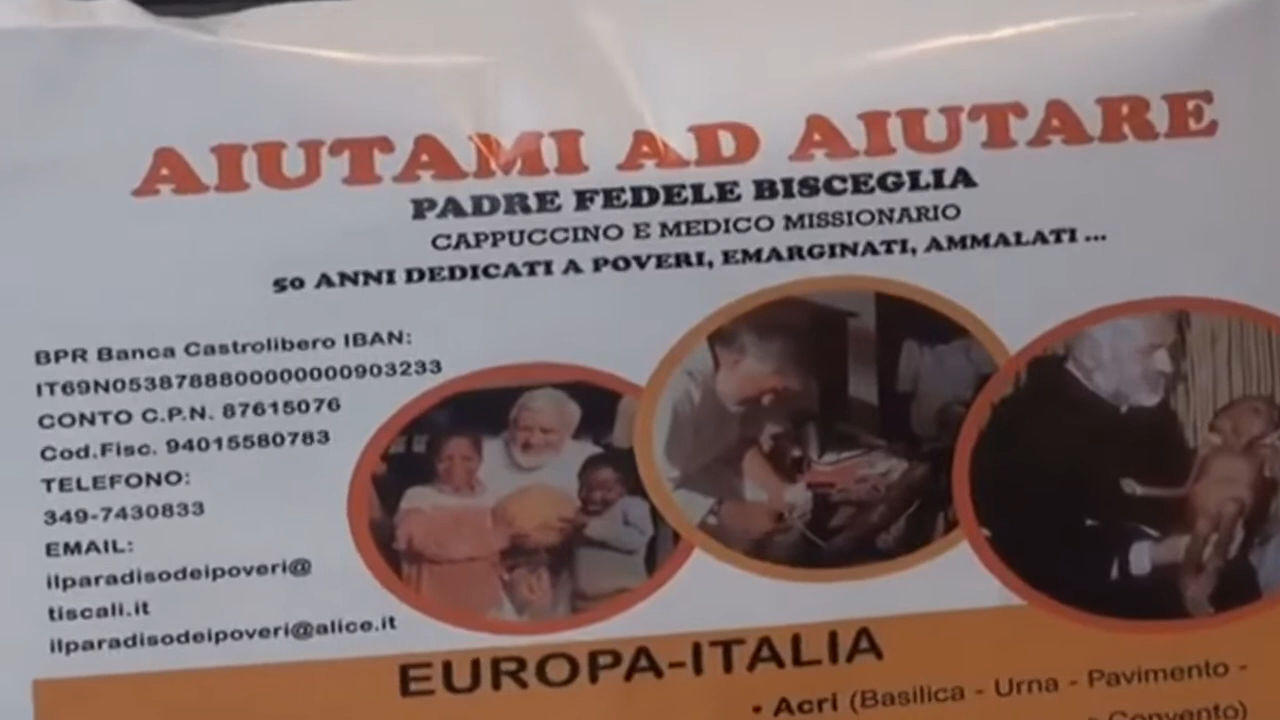 AIUTAMI AD AIUTARE
PADRE FEDELE BISCEGLIA
CAPPUCCINO E MEDICO MISSIONARIO
50 ANNI DEDICATI A POVERI, EMARGINATI, AMMALATI ...
BPR Banca Castrolibero IBAN:
IT69N0538788800000000903233
CONTO C.P.N. 87615076
Cod.Fisc. 94015580783
TELEFONO:
349-7430833
EMAIL:
ilparadisodeipoveri@
tiscali.it
ilparadisodeipoveri@alice.it
EUROPA-ITALIA
• Acri (Basilica - Urna - Pavimento -
Convento)